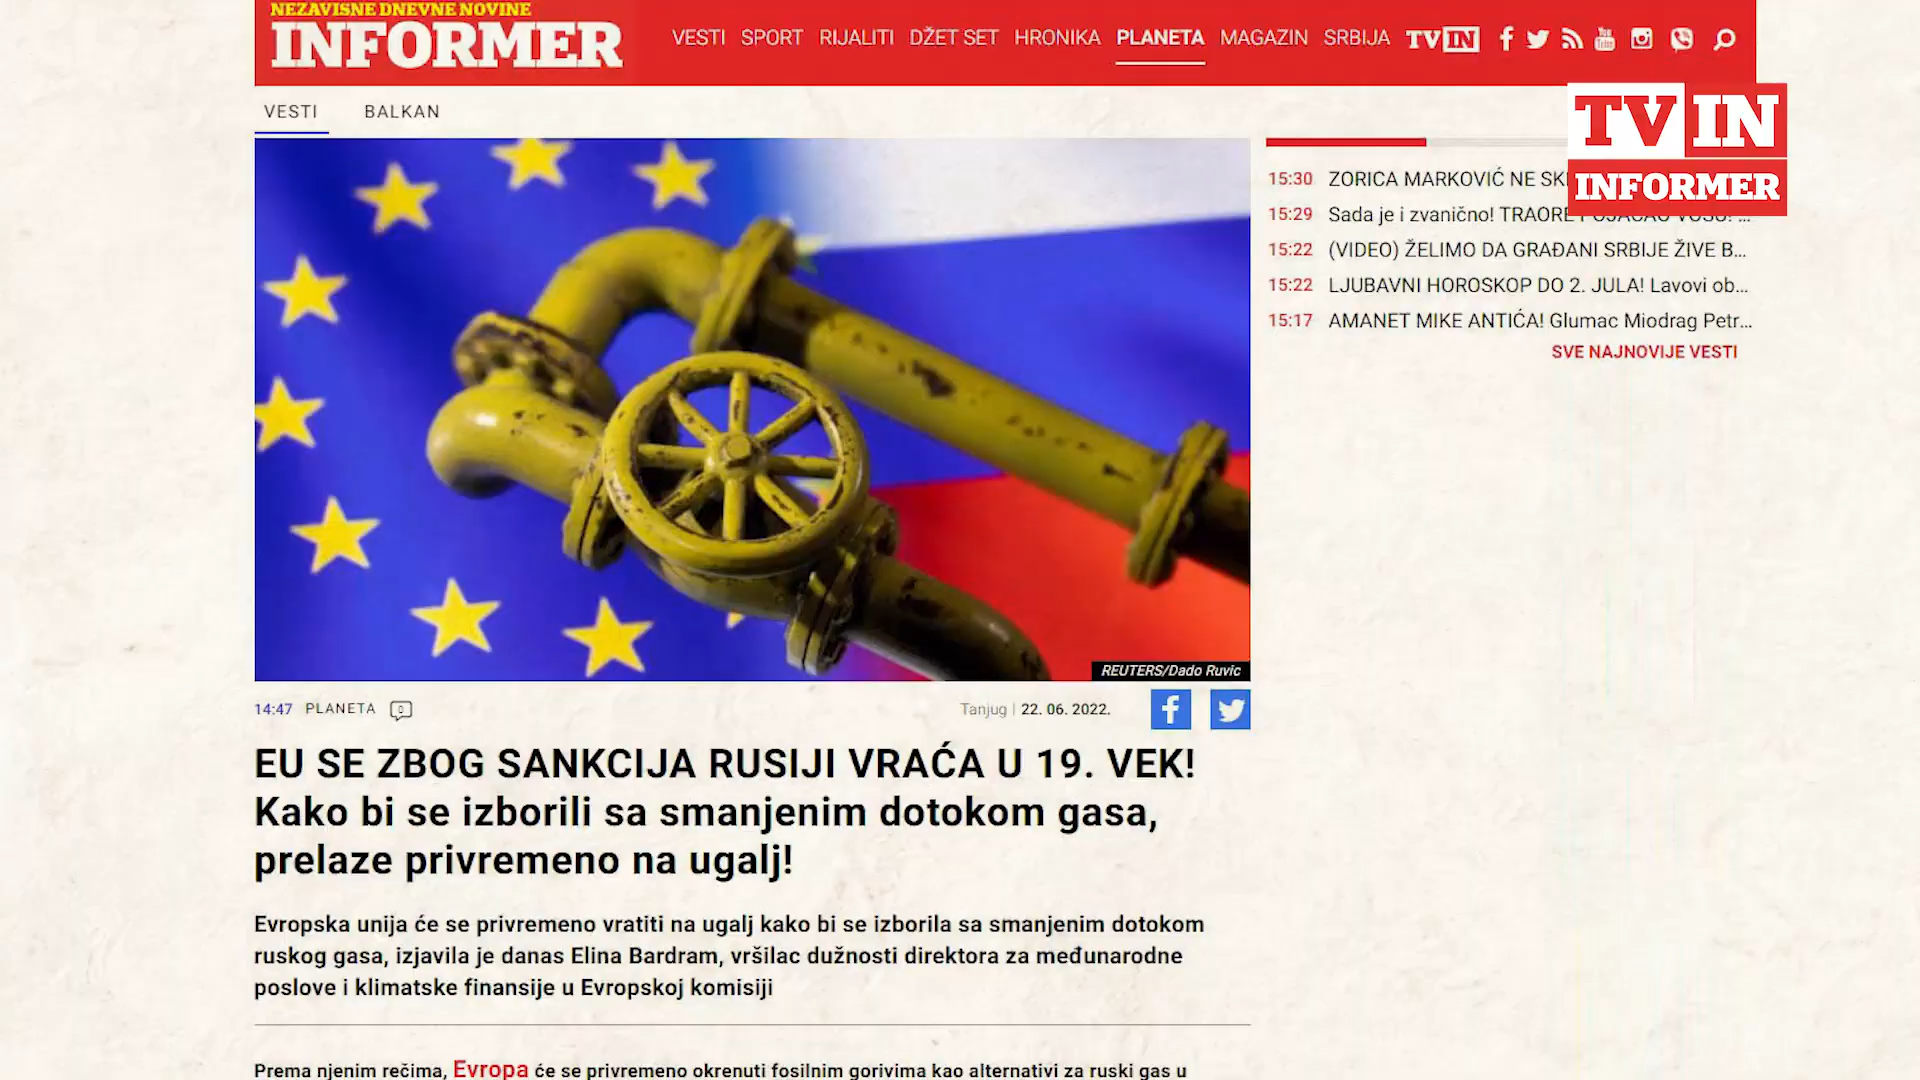 NEZAVISNE DNEVNE NOVINE
INFORMER
VESTI SPORT RIJALITI DŽET SET HRONIKA PLANETA MAGAZIN SRBIJA TV IN
VESTI BALKAN
TV IN
INFORMER
15:30 ZORICA MARKOVIĆ NE
15:29 Sada je i zvanično! TRAORE
15:22 (VIDEO) ŽELIMO DA GRAĐANI SRBIJE ŽIVE B...
15:22 LJUBAVNI HOROSKOP DO 2. JULA! Lavovi ob...
15:17 AMANET MIKE ANTIĆA! Glumac Miodrag Petr...
SVE NAJNOVIJE VESTI
REUTERS/Dado Ruvic
14:47 PLANETA 0
Tanjug | 22. 06. 2022.
EU SE ZBOG SANKCIJA RUSIJI VRAĆA U 19. VEK!
Kako bi se izborili sa smanjenim dotokom gasa,
prelaze privremeno na ugalj!
Evropska unija će se privremeno vratiti na ugalj kako bi se izborila sa smanjenim dotokom
ruskog gasa, izjavila je danas Elina Bardram, vršilac dužnosti direktora za međunarodne
poslove i klimatske finansije u Evropskoj komisiji
Prema njenim rečima, Evropa će se privremeno okrenuti fosilnim gorivima kao alternativi za ruski gas u